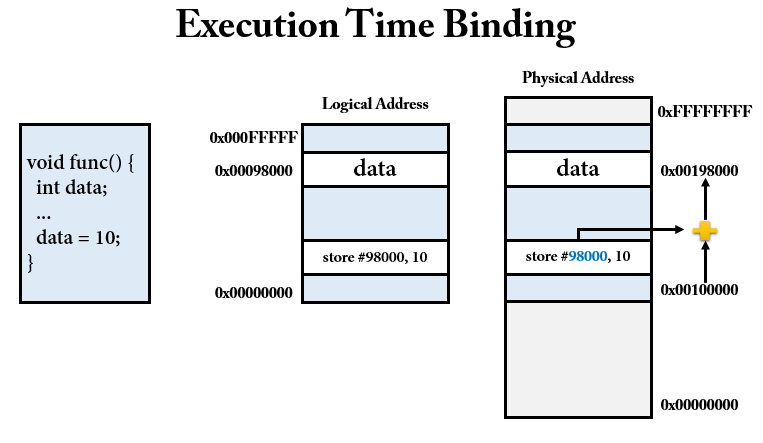 Execution Time Binding
void func() {
int data;
...
data = 10;
}
Logical Address
0x000FFFFF
0x00098000
data
store #98000, 10
0x00000000
Physical Address
0xFFFFFFFF
data
0x00198000
store #98000, 10
0x00100000
0x00000000